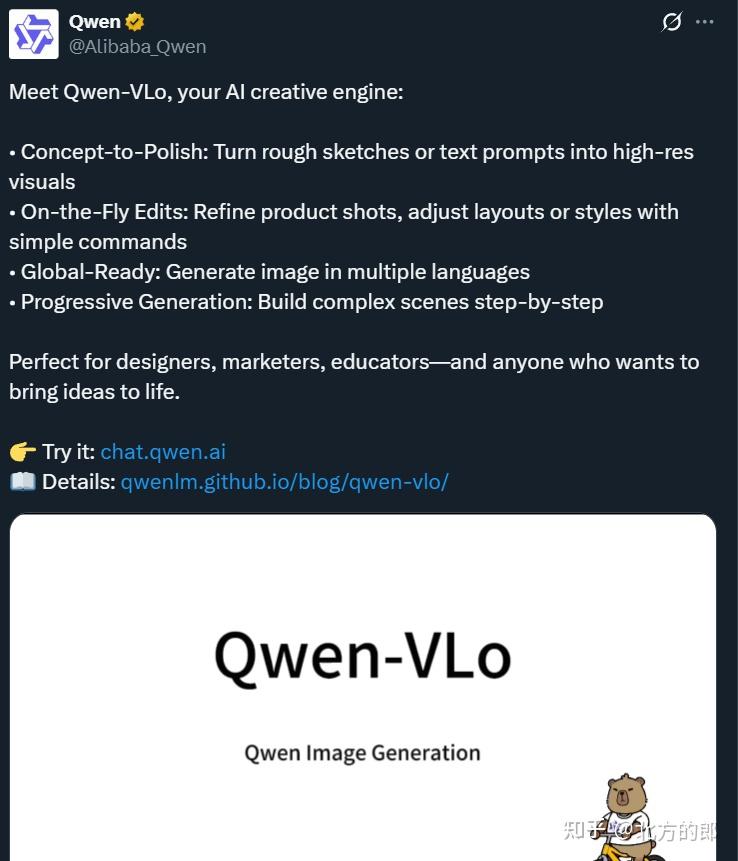 Qwen
@Alibaba_Qwen
Meet Qwen-VLo, your AI creative engine:
• Concept-to-Polish: Turn rough sketches or text prompts into high-res
visuals
• On-the-Fly Edits: Refine product shots, adjust layouts or styles with
simple commands
• Global-Ready: Generate image in multiple languages
• Progressive Generation: Build complex scenes step-by-step
Perfect for designers, marketers, educators—and anyone who wants to
bring ideas to life.
👉 Try it: chat.qwen.ai
📖 Details: qwenlm.github.io/blog/qwen-vlo/
Qwen-VLo
Qwen Image Generation
知乎 @北方的郎